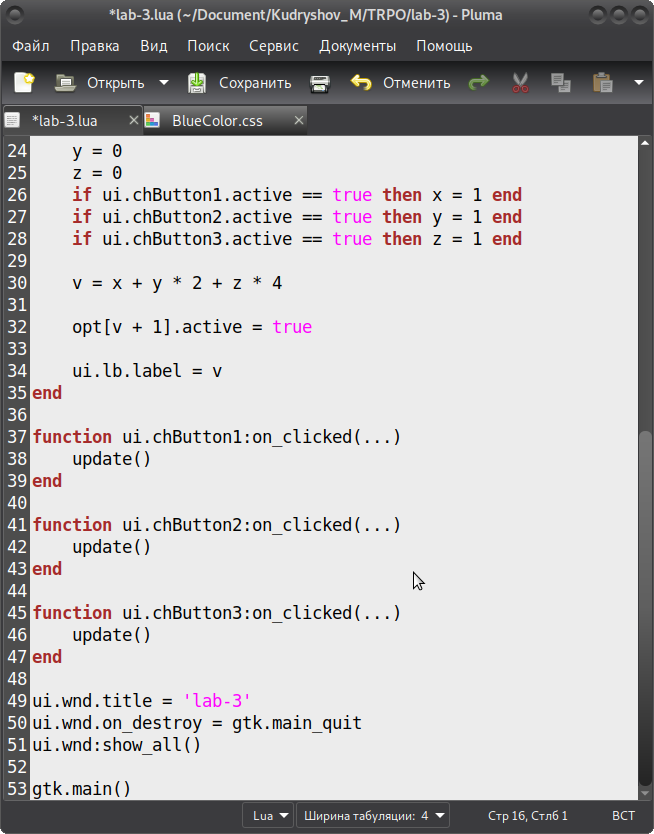 *lab-3.lua (~/Document/Kudryshov_M/TRPO/lab-3) - Pluma
Файл Правка Вид Поиск Сервис Документы Помощь
Открыть Сохранить Отменить
*lab-3.lua × BlueColor.css ×
24 y = 0
25 z = 0
26 if ui.chButton1.active == true then x = 1 end
27 if ui.chButton2.active == true then y = 1 end
28 if ui.chButton3.active == true then z = 1 end
29
30 v = x + y * 2 + z * 4
31
32 opt[v + 1].active = true
33
34 ui.lb.label = v
35 end
36
37 function ui.chButton1:on_clicked(...)
38 update()
39 end
40
41 function ui.chButton2:on_clicked(...)
42 update()
43 end
44
45 function ui.chButton3:on_clicked(...)
46 update()
47 end
48
49 ui.wnd.title = 'lab-3'
50 ui.wnd.on_destroy = gtk.main_quit
51 ui.wnd:show_all()
52
53 gtk.main()
Lua Ширина табуляции: 4 Стр 16, Стлб 1 ВСТ